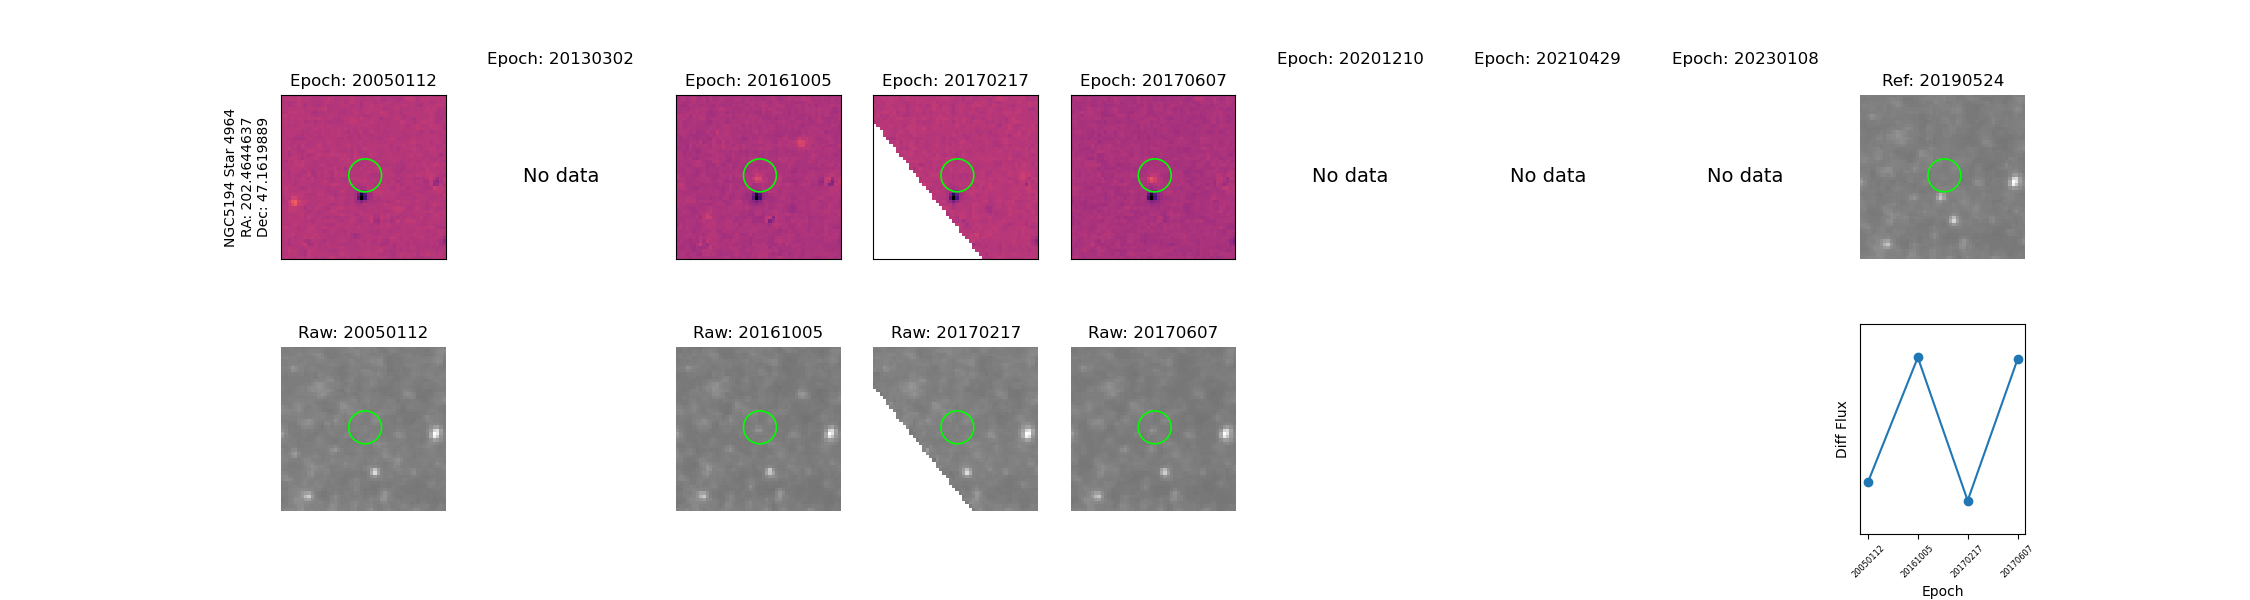 NGC5194 Star 4964
RA: 202.4644637
Dec: 47.1619889
Epoch: 20050112
Epoch: 20130302
No data
Epoch: 20161005
Epoch: 20170217
Epoch: 20170607
Epoch: 20201210
No data
Epoch: 20210429
No data
Epoch: 20230108
No data
Ref: 20190524
Raw: 20050112
Raw: 20161005
Raw: 20170217
Raw: 20170607
Diff Flux
20050112
20161005
20170217
20170607
Epoch